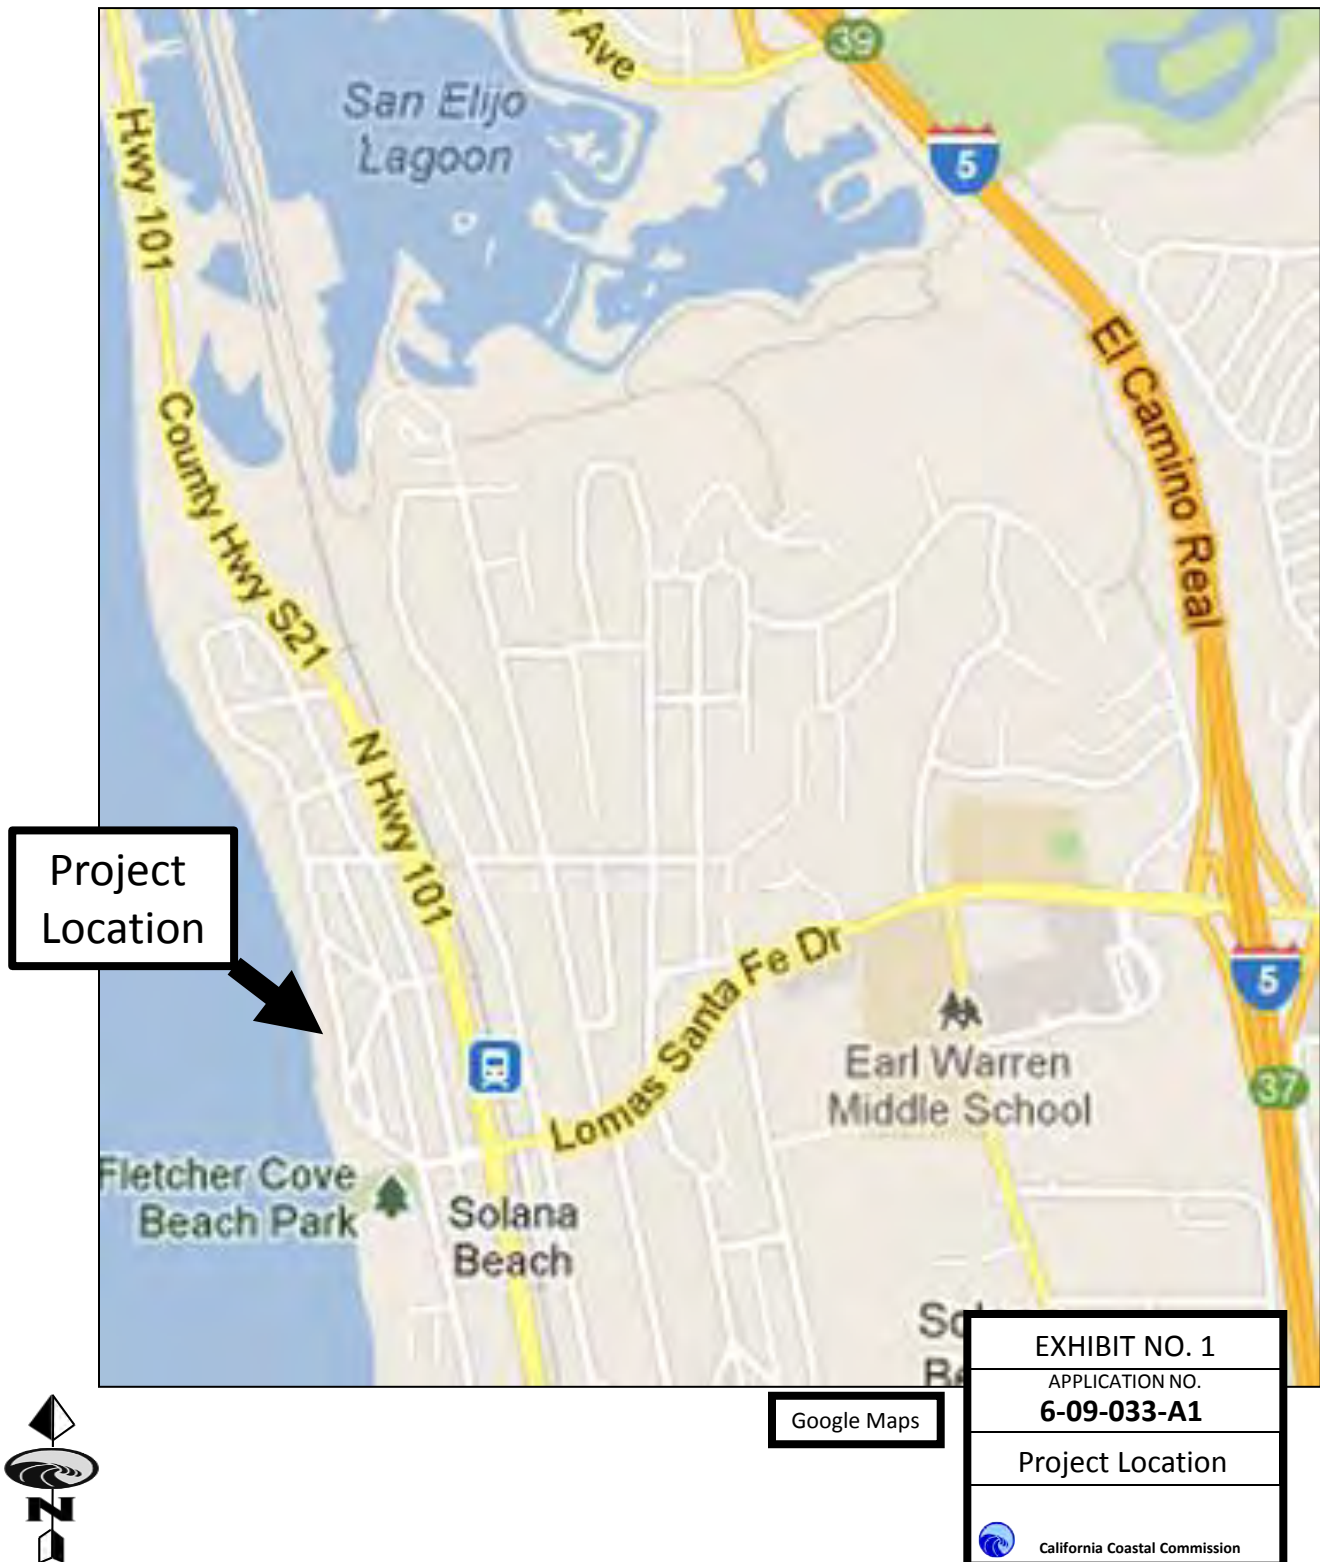 Ave
39
San Elijo
Lagoon
5
Hwy 101
El Camino Real
County Hwy S21
N Hwy 101
Project
Location
Lomas Santa Fe Dr
5
Earl Warren
Middle School
37
Fletcher Cove
Beach Park
Solana
Beach
EXHIBIT NO. 1
APPLICATION NO.
6-09-033-A1
Google Maps
Project Location
California Coastal Commission
N